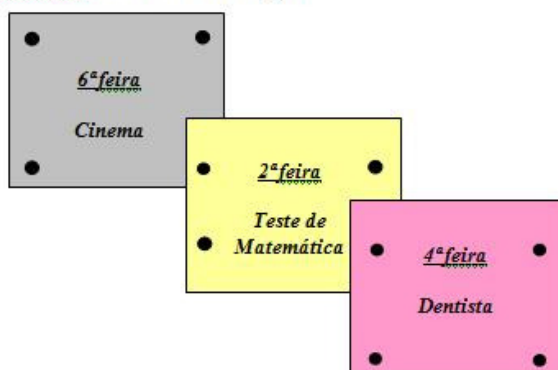 6ªfeira
Cinema
2ªfeira
Teste de
Matemática
4ªfeira
Dentista